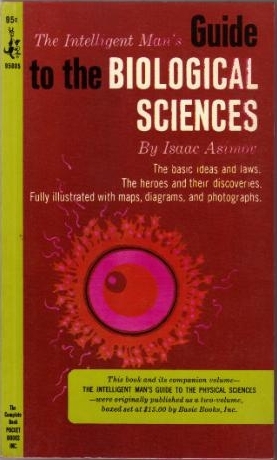 95¢
95005
The Intelligent Man's Guide
to the BIOLOGICAL
SCIENCES
By Isaac Asimov
The basic ideas and laws.
The heroes and their discoveries.
Fully illustrated with maps, diagrams, and photographs.
This book and its companion volume—
THE INTELLIGENT MAN'S GUIDE TO THE PHYSICAL SCIENCES
—were originally published as a two-volume,
boxed set at $15.00 by Basic Books, Inc.
The
Complete
Book
POCKET
BOOKS
INC.